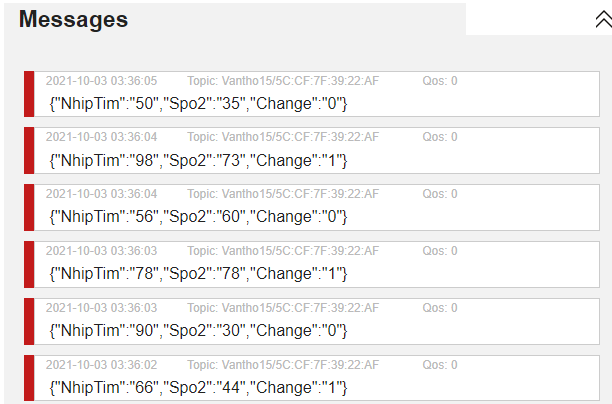 Messages
2021-10-03 03:36:05 Topic: Vantho15/5C:CF:7F:39:22:AF Qos: 0
{"NhipTim":"50","Spo2":"35","Change":"0"}
2021-10-03 03:36:04 Topic: Vantho15/5C:CF:7F:39:22:AF Qos: 0
{"NhipTim":"98","Spo2":"73","Change":"1"}
2021-10-03 03:36:04 Topic: Vantho15/5C:CF:7F:39:22:AF Qos: 0
{"NhipTim":"56","Spo2":"60","Change":"0"}
2021-10-03 03:36:03 Topic: Vantho15/5C:CF:7F:39:22:AF Qos: 0
{"NhipTim":"78","Spo2":"78","Change":"1"}
2021-10-03 03:36:03 Topic: Vantho15/5C:CF:7F:39:22:AF Qos: 0
{"NhipTim":"90","Spo2":"30","Change":"0"}
2021-10-03 03:36:02 Topic: Vantho15/5C:CF:7F:39:22:AF Qos: 0
{"NhipTim":"66","Spo2":"44","Change":"1"}